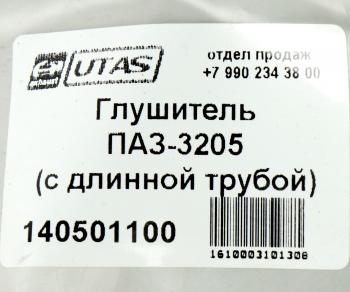 UTAS
отдел продаж
+7 990 234 38 00
Глушитель
ПАЗ-3205
(с длинной трубой)
140501100
1610003101308